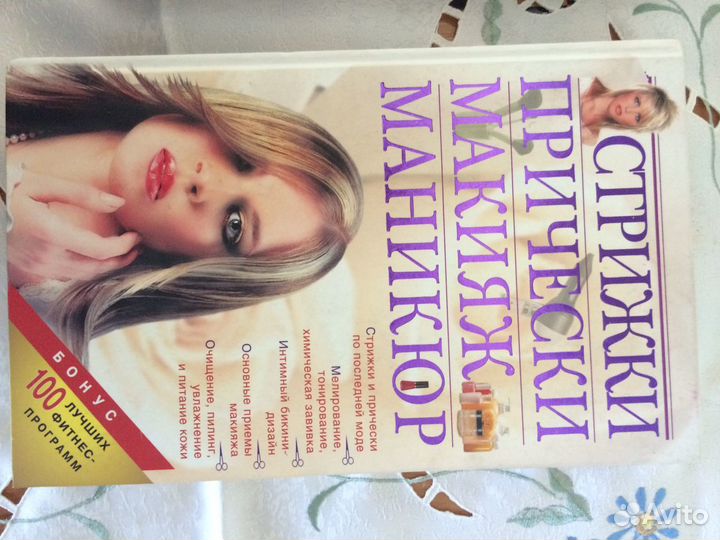 СТРИЖКИ
ПРИЧЕСКИ
МАКИЯЖ
МАНИКЮР
Стрижки и прически
по последней моде
Мелирование,
тонирование,
химическая завивка
Интимный бикини-
дизайн
Основные приемы
макияжа
Очищение, пилинг,
увлажнение
и питание кожи
БОНУС
100 ЛУЧШИХ
ФИТНЕС-
ПРОГРАММ
Avito